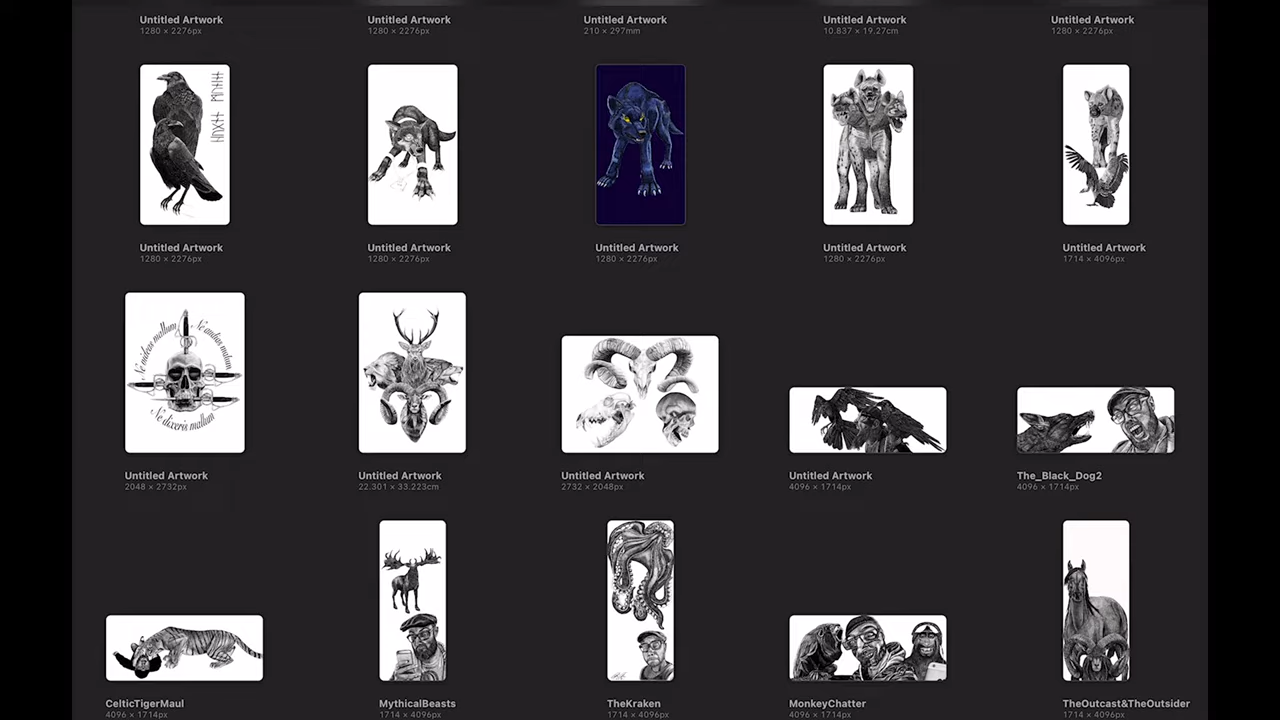 Untitled Artwork
1280 × 2276px
Untitled Artwork
1280 × 2276px
Untitled Artwork
210 × 297mm
Untitled Artwork
10.837 × 19.27cm
Untitled Artwork
1280 × 2276px
Untitled Artwork
1280 × 2276px
Untitled Artwork
1280 × 2276px
Untitled Artwork
1280 × 2276px
Untitled Artwork
1280 × 2276px
Untitled Artwork
1714 × 4096px
Ne videas mallum
Ne audias malum
Ne dixeris mallum
Untitled Artwork
2048 × 2732px
Untitled Artwork
22.301 × 33.223cm
Untitled Artwork
2732 × 2048px
Untitled Artwork
4096 × 1714px
The_Black_Dog2
4096 × 1714px
CelticTigerMaul
4096 × 1714px
MythicalBeasts
1714 × 4096px
TheKraken
1714 × 4096px
MonkeyChatter
4096 × 1714px
TheOutcast&TheOutsider
1714 × 4096px